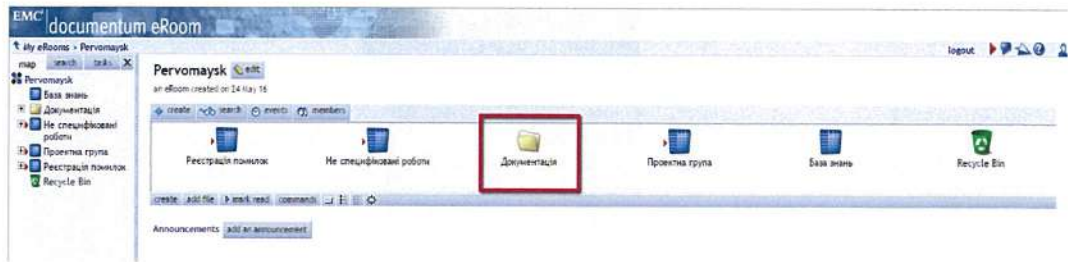 EMC documentum eRoom
My eRooms > Pervomaysk
logout
map search tasks X
Pervomaysk
База знань
Документація
Не специфіковані роботи
Проектна група
Реєстрація помилок
Recycle Bin
Pervomaysk edit
an eRoom created on 24 May 16
create search events members
Реєстрація помилок Не специфіковані роботи Документація Проектна група База знань Recycle Bin
create add file mark read commands
Announcements add an announcement